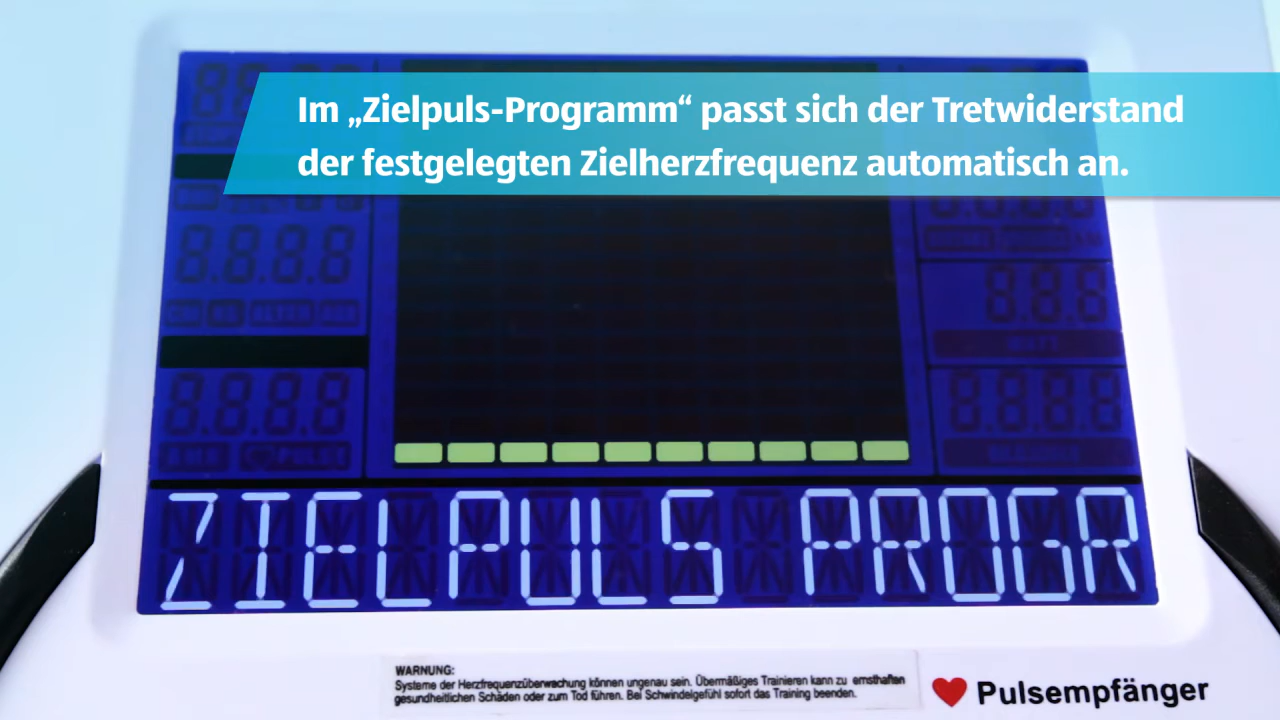 Im „Zielpuls-Programm“ passt sich der Tretwiderstand
der festgelegten Zielherzfrequenz automatisch an.
ZIELPULS PROGR
WARNUNG:
Systeme der Herzfrequenzüberwachung können ungenau sein. Übermäßiges Trainieren kann zu ernsthaften
gesundheitlichen Schäden oder zum Tod führen. Bei Schwindelgefühl sofort das Training beenden.
Pulsempfänger